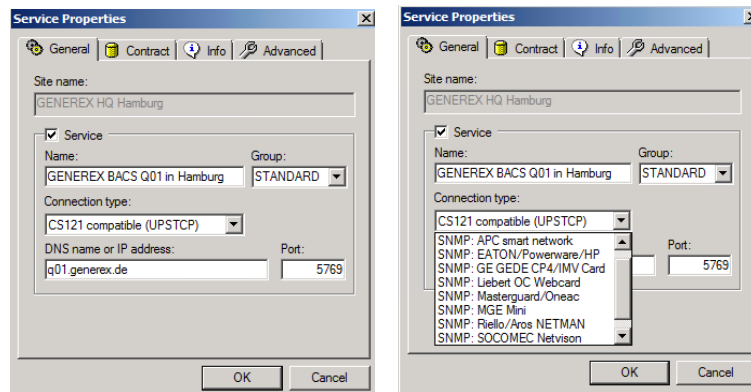 Service Properties
General Contract Info Advanced
Site name:
GENEREX HQ Hamburg
Service
Name: Group:
GENEREX BACS Q01 in Hamburg STANDARD
Connection type:
CS121 compatible (UPSTCP)
DNS name or IP address: Port:
q01.generex.de 5769
OK Cancel
Service Properties
General Contract Info Advanced
Site name:
GENEREX HQ Hamburg
Service
Name: Group:
GENEREX BACS Q01 in Hamburg STANDARD
Connection type:
CS121 compatible (UPSTCP)
SNMP: APC smart network
SNMP: EATON/Powerware/HP
SNMP: GE GEDE CP4/IMV Card
SNMP: Liebert OC Webcard
SNMP: Masterguard/Oneac
SNMP: MGE Mini
SNMP: Riello/Aros NETMAN
SNMP: SOCOMEC Netvison
Port:
5769
OK Cancel